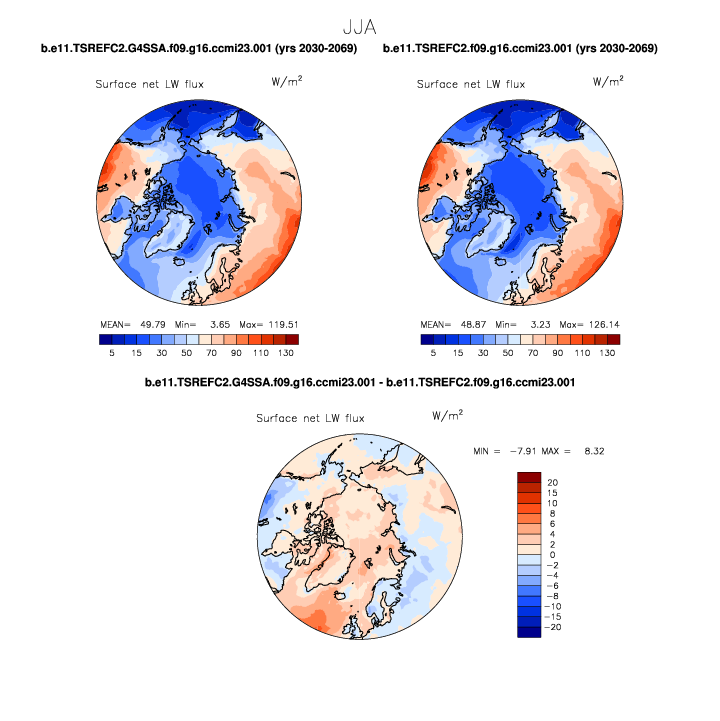 JJA
b.e11.TSREFC2.G4SSA.f09.g16.ccmi23.001 (yrs 2030-2069) b.e11.TSREFC2.f09.g16.ccmi23.001 (yrs 2030-2069)
Surface net LW flux W/m²
Surface net LW flux W/m²
MEAN= 49.79 Min= 3.65 Max= 119.51
5 15 30 50 70 90 110 130
MEAN= 48.87 Min= 3.23 Max= 126.14
5 15 30 50 70 90 110 130
b.e11.TSREFC2.G4SSA.f09.g16.ccmi23.001 - b.e11.TSREFC2.f09.g16.ccmi23.001
Surface net LW flux W/m²
MIN = -7.91 MAX = 8.32
20
15
10
8
6
4
2
0
-2
-4
-6
-8
-10
-15
-20